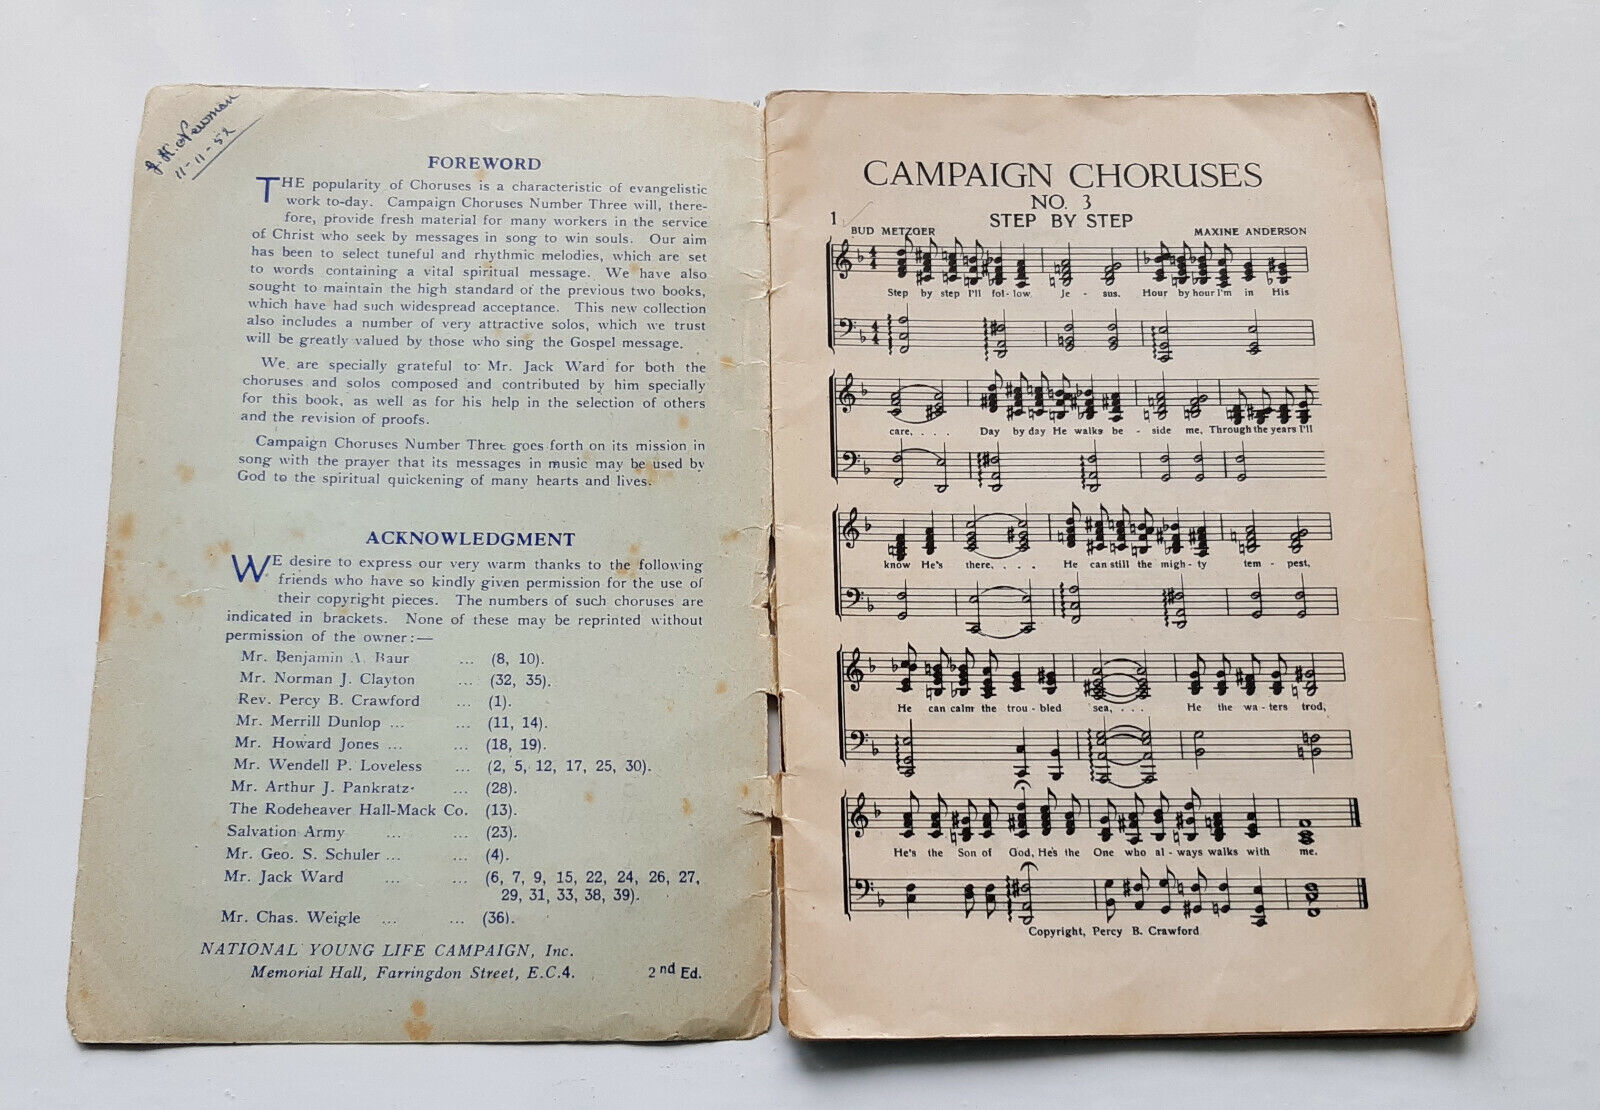 J. H. Newman
11-11-52
FOREWORD
THE popularity of Choruses is a characteristic of evangelistic
work to-day. Campaign Choruses Number Three will, there-
fore, provide fresh material for many workers in the service
of Christ who seek by messages in song to win souls. Our aim
has been to select tuneful and rhythmic melodies, which are set
to words containing a vital spiritual message. We have also
sought to maintain the high standard of the previous two books,
which have had such widespread acceptance. This new collection
also includes a number of very attractive solos, which we trust
will be greatly valued by those who sing the Gospel message.
We are specially grateful to Mr. Jack Ward for both the
choruses and solos composed and contributed by him specially
for this book, as well as for his help in the selection of others
and the revision of proofs.
Campaign Choruses Number Three goes forth on its mission in
song with the prayer that its messages in music may be used by
God to the spiritual quickening of many hearts and lives.
ACKNOWLEDGMENT
WE desire to express our very warm thanks to the following
friends who have so kindly given permission for the use of
their copyright pieces. The numbers of such choruses are
indicated in brackets. None of these may be reprinted without
permission of the owner:—
Mr. Benjamin A. Baur ... (8, 10).
Mr. Norman J. Clayton ... (32, 35).
Rev. Percy B. Crawford ... (1).
Mr. Merrill Dunlop ... ... (11, 14).
Mr. Howard Jones ... ... (18, 19).
Mr. Wendell P. Loveless ... (2, 5, 12, 17, 25, 30).
Mr. Arthur J. Pankratz ... (28).
The Rodeheaver Hall-Mack Co. (13).
Salvation Army ... ... (23).
Mr. Geo. S. Schuler ... ... (4).
Mr. Jack Ward ... ... (6, 7, 9, 15, 22, 24, 26, 27,
29, 31, 33, 38, 39).
Mr. Chas. Weigle ... ... (36).
NATIONAL YOUNG LIFE CAMPAIGN, Inc.
Memorial Hall, Farringdon Street, E.C.4. 2nd Ed.
CAMPAIGN CHORUSES
NO. 3
1 STEP BY STEP
BUD METZGER MAXINE ANDERSON
Step by step I'll fol-low Je - sus, Hour by hour I'm in His
care, . . . Day by day He walks be - side me, Through the years I'll
know He's there, . . . . He can still the migh - ty tem - pest,
He can calm the trou - bled sea, . . . He the wa - ters trod,
He's the Son of God, He's the One who al - ways walks with me.
Copyright, Percy B. Crawford